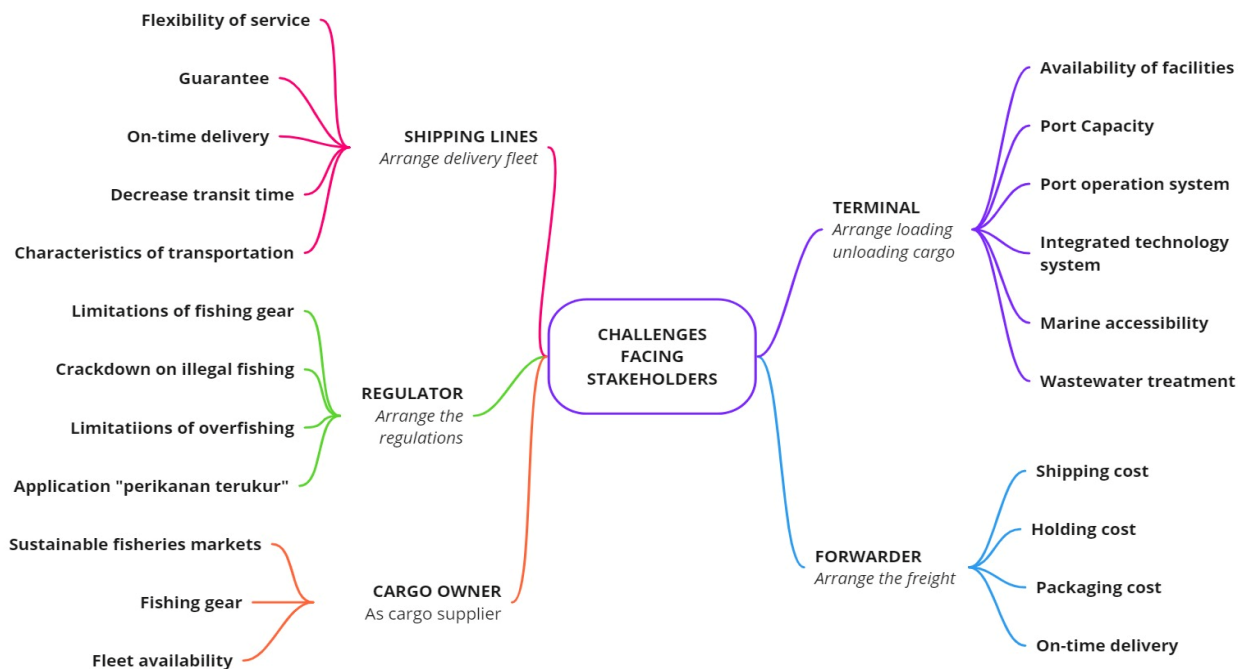 CHALLENGES
FACING
STAKEHOLDERS
SHIPPING LINES
Arrange delivery fleet
Flexibility of service
Guarantee
On-time delivery
Decrease transit time
Characteristics of transportation
REGULATOR
Arrange the
regulations
Limitations of fishing gear
Crackdown on illegal fishing
Limitatiions of overfishing
Application "perikanan terukur"
CARGO OWNER
As cargo supplier
Sustainable fisheries markets
Fishing gear
Fleet availability
TERMINAL
Arrange loading
unloading cargo
Availability of facilities
Port Capacity
Port operation system
Integrated technology
system
Marine accessibility
Wastewater treatment
FORWARDER
Arrange the freight
Shipping cost
Holding cost
Packaging cost
On-time delivery